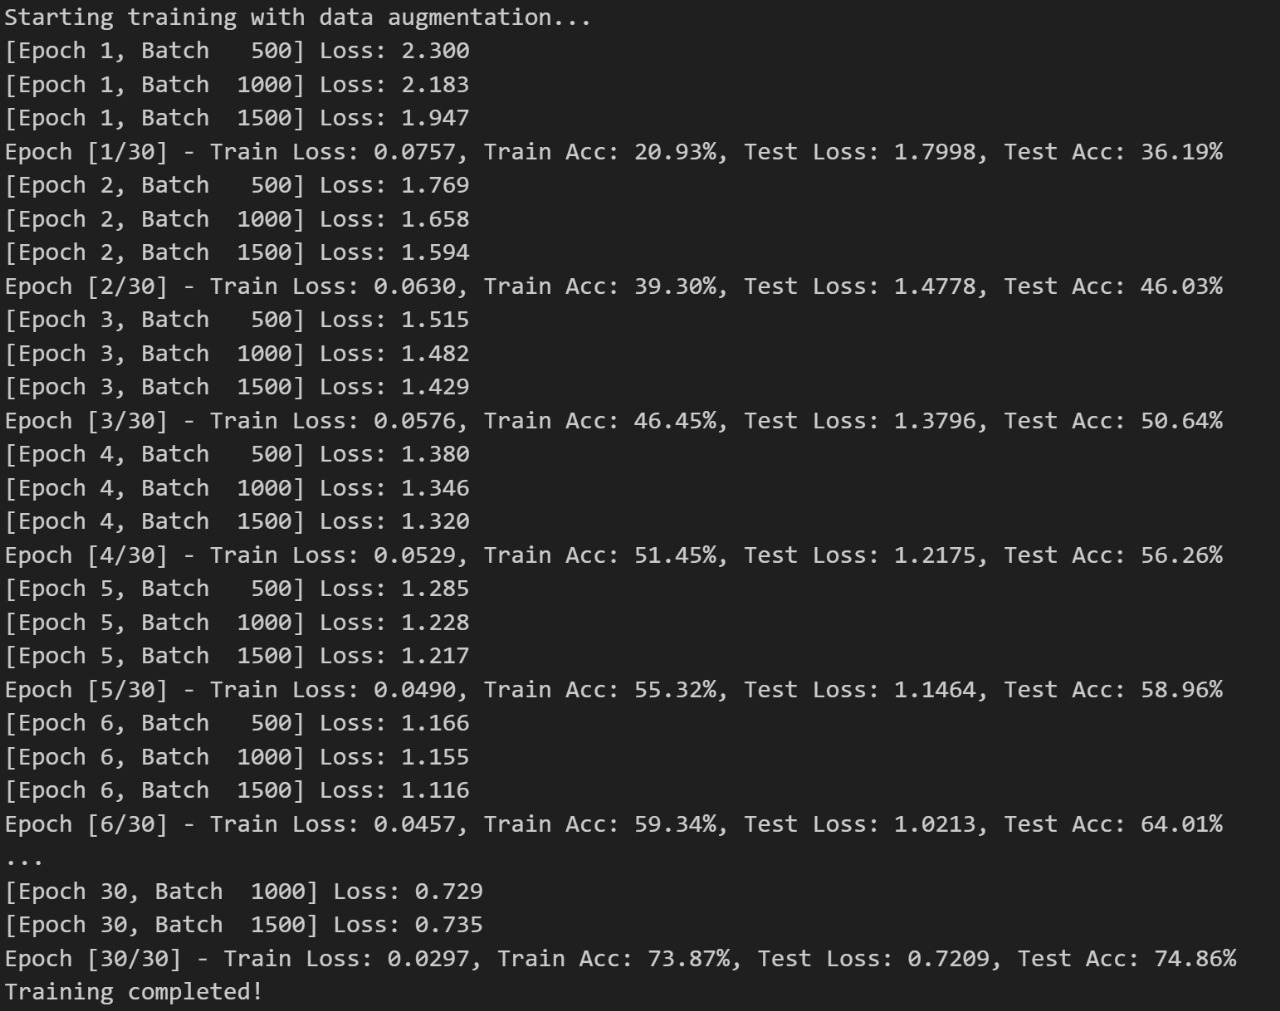 Starting training with data augmentation...
[Epoch 1, Batch   500] Loss: 2.300
[Epoch 1, Batch  1000] Loss: 2.183
[Epoch 1, Batch  1500] Loss: 1.947
Epoch [1/30] - Train Loss: 0.0757, Train Acc: 20.93%, Test Loss: 1.7998, Test Acc: 36.19%
[Epoch 2, Batch   500] Loss: 1.769
[Epoch 2, Batch  1000] Loss: 1.658
[Epoch 2, Batch  1500] Loss: 1.594
Epoch [2/30] - Train Loss: 0.0630, Train Acc: 39.30%, Test Loss: 1.4778, Test Acc: 46.03%
[Epoch 3, Batch   500] Loss: 1.515
[Epoch 3, Batch  1000] Loss: 1.482
[Epoch 3, Batch  1500] Loss: 1.429
Epoch [3/30] - Train Loss: 0.0576, Train Acc: 46.45%, Test Loss: 1.3796, Test Acc: 50.64%
[Epoch 4, Batch   500] Loss: 1.380
[Epoch 4, Batch  1000] Loss: 1.346
[Epoch 4, Batch  1500] Loss: 1.320
Epoch [4/30] - Train Loss: 0.0529, Train Acc: 51.45%, Test Loss: 1.2175, Test Acc: 56.26%
[Epoch 5, Batch   500] Loss: 1.285
[Epoch 5, Batch  1000] Loss: 1.228
[Epoch 5, Batch  1500] Loss: 1.217
Epoch [5/30] - Train Loss: 0.0490, Train Acc: 55.32%, Test Loss: 1.1464, Test Acc: 58.96%
[Epoch 6, Batch   500] Loss: 1.166
[Epoch 6, Batch  1000] Loss: 1.155
[Epoch 6, Batch  1500] Loss: 1.116
Epoch [6/30] - Train Loss: 0.0457, Train Acc: 59.34%, Test Loss: 1.0213, Test Acc: 64.01%
...
[Epoch 30, Batch  1000] Loss: 0.729
[Epoch 30, Batch  1500] Loss: 0.735
Epoch [30/30] - Train Loss: 0.0297, Train Acc: 73.87%, Test Loss: 0.7209, Test Acc: 74.86%
Training completed!